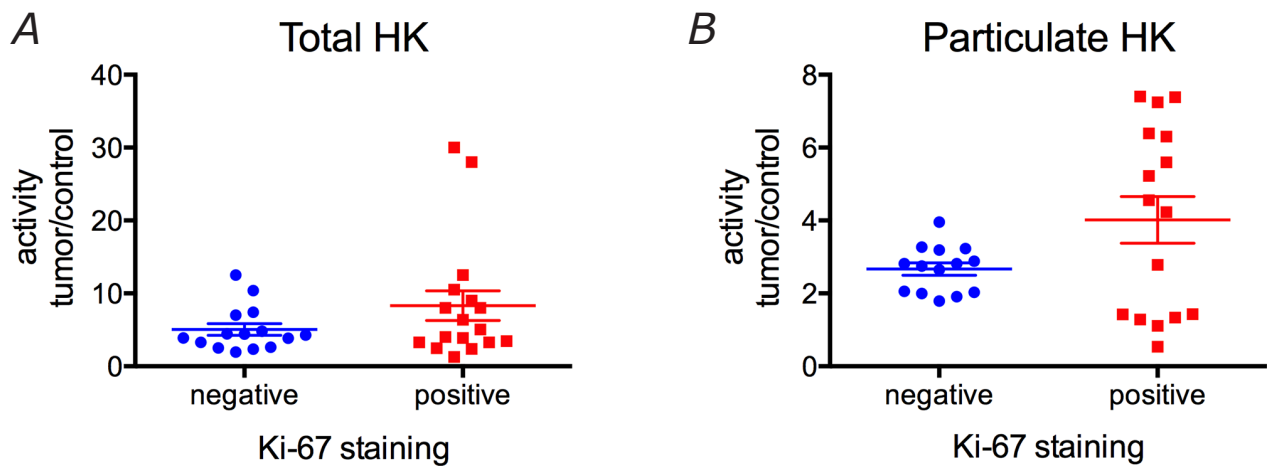 A
Total HK
activity
tumor/control
40
30
20
10
0
negative
positive
Ki-67 staining
B
Particulate HK
activity
tumor/control
8
6
4
2
0
negative
positive
Ki-67 staining